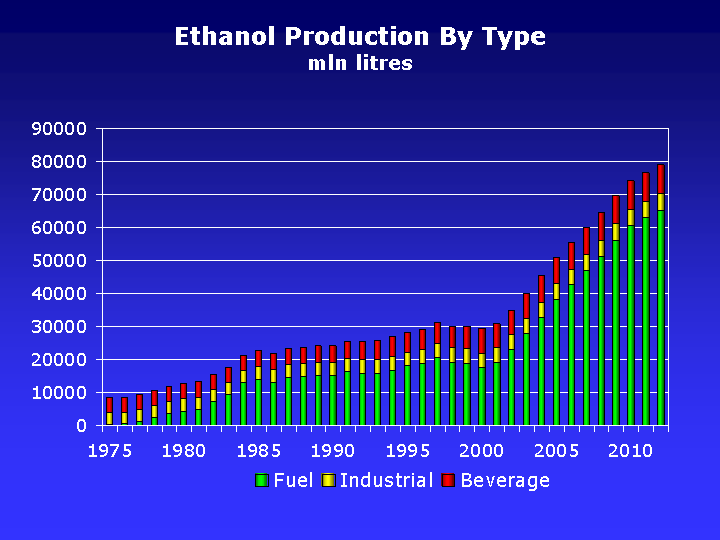 Ethanol Production By Type
mln litres
90000
80000
70000
60000
50000
40000
30000
20000
10000
0
1975 1980 1985 1990 1995 2000 2005 2010
Fuel Industrial Beverage